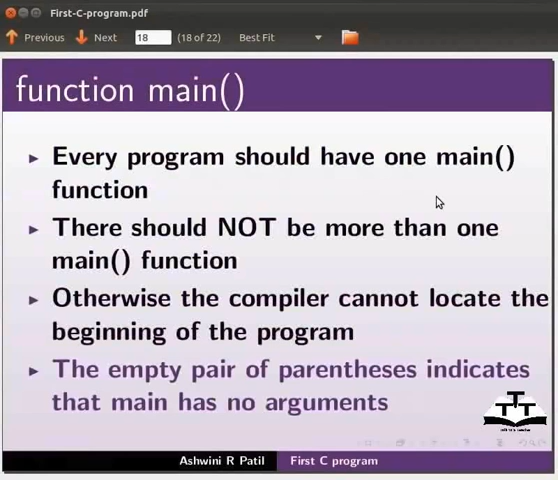 First-C-program.pdf
Previous Next 18 (18 of 22) Best Fit
function main()
Every program should have one main()
function
There should NOT be more than one
main() function
Otherwise the compiler cannot locate the
beginning of the program
The empty pair of parentheses indicates
that main has no arguments
TTT
Ashwini R Patil First C program